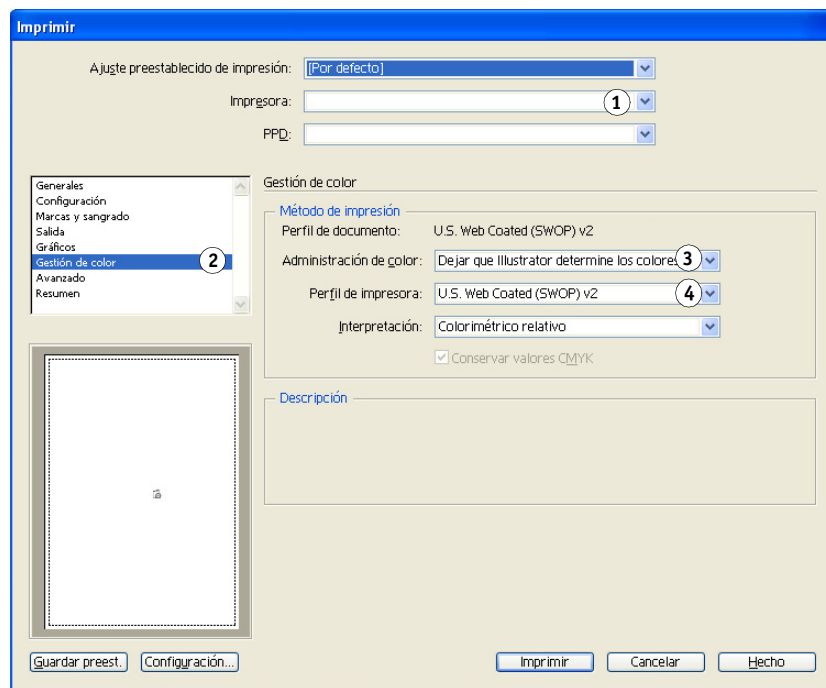 Imprimir
Ajuste preestablecido de impresión: [Por defecto]
Impresora: 1
PPD:
Generales
Configuración
Marcas y sangrado
Salida
Gráficos
Gestión de color 2
Avanzado
Resumen
Gestión de color
Método de impresión
Perfil de documento: U.S. Web Coated (SWOP) v2
Administración de color: Dejar que Illustrator determine los colores 3
Perfil de impresora: U.S. Web Coated (SWOP) v2 4
Interpretación: Colorimétrico relativo
Conservar valores CMYK
Descripción
Guardar preest. Configuración... Imprimir Cancelar Hecho